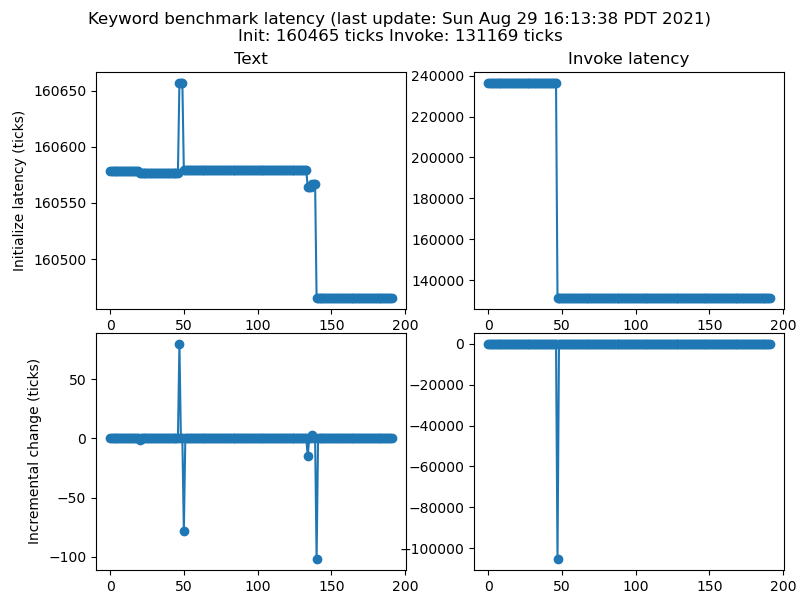 Keyword benchmark latency (last update: Sun Aug 29 16:13:38 PDT 2021)
Init: 160465 ticks Invoke: 131169 ticks
Text
Invoke latency
Initialize latency (ticks)
160650
160600
160550
160500
0 50 100 150 200
240000
220000
200000
180000
160000
140000
0 50 100 150 200
Incremental change (ticks)
50
0
−50
−100
0 50 100 150 200
0
−20000
−40000
−60000
−80000
−100000
0 50 100 150 200